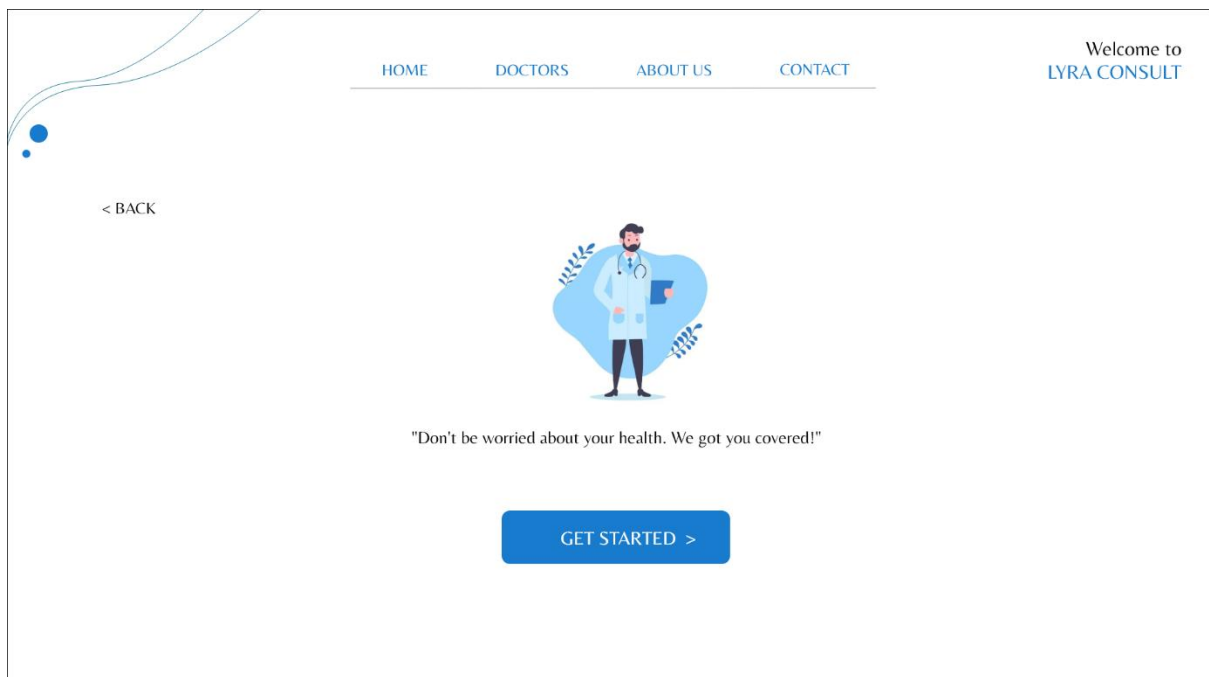 Welcome to
LYRA CONSULT
HOME DOCTORS ABOUT US CONTACT
< BACK
"Don't be worried about your health. We got you covered!"
GET STARTED >